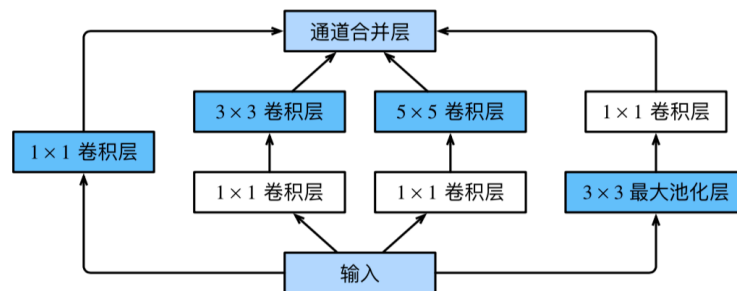 通道合并层
3 × 3 卷积层
5 × 5 卷积层
1 × 1 卷积层
1 × 1 卷积层
1 × 1 卷积层
1 × 1 卷积层
3 × 3 最大池化层
输入